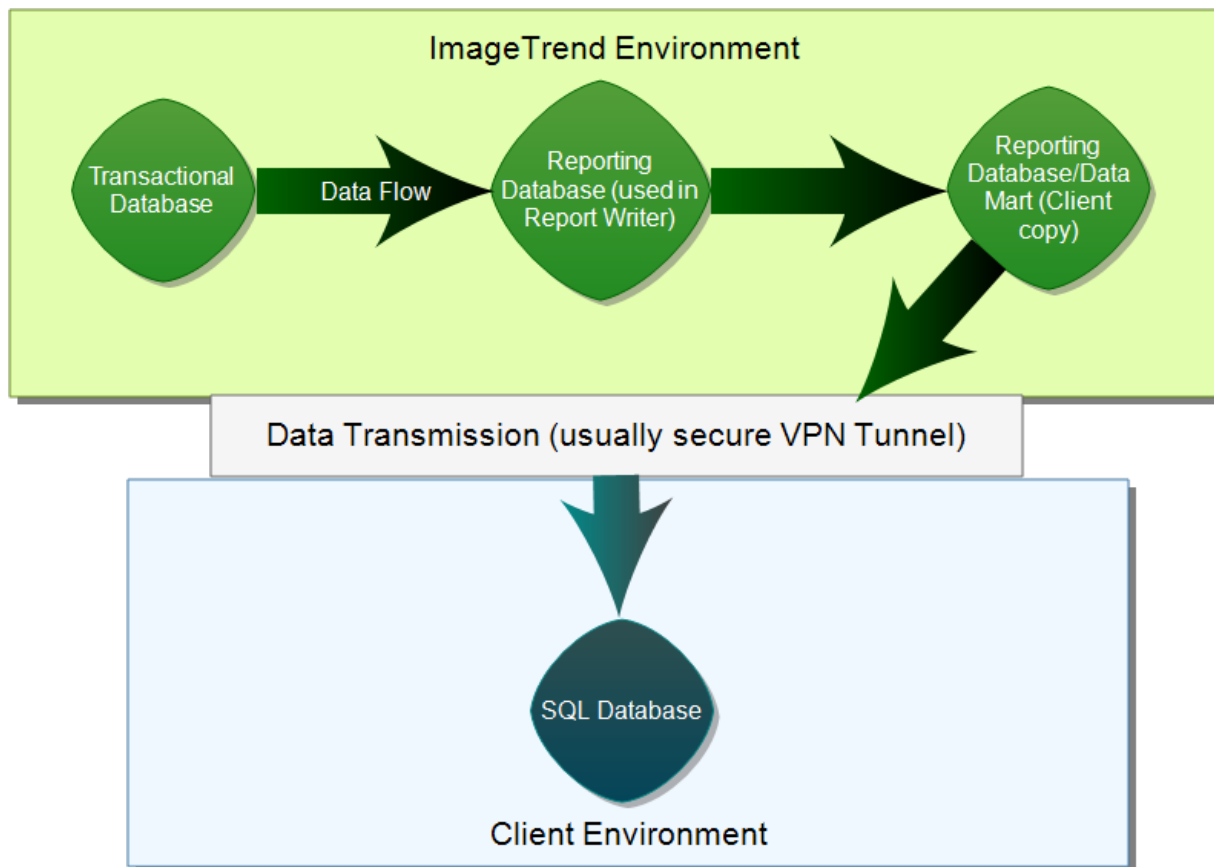 ImageTrend Environment
Transactional
Database
Data Flow
Reporting
Database (used in
Report Writer)
Reporting
Database/Data
Mart (Client
copy)
Data Transmission (usually secure VPN Tunnel)
SQL Database
Client Environment